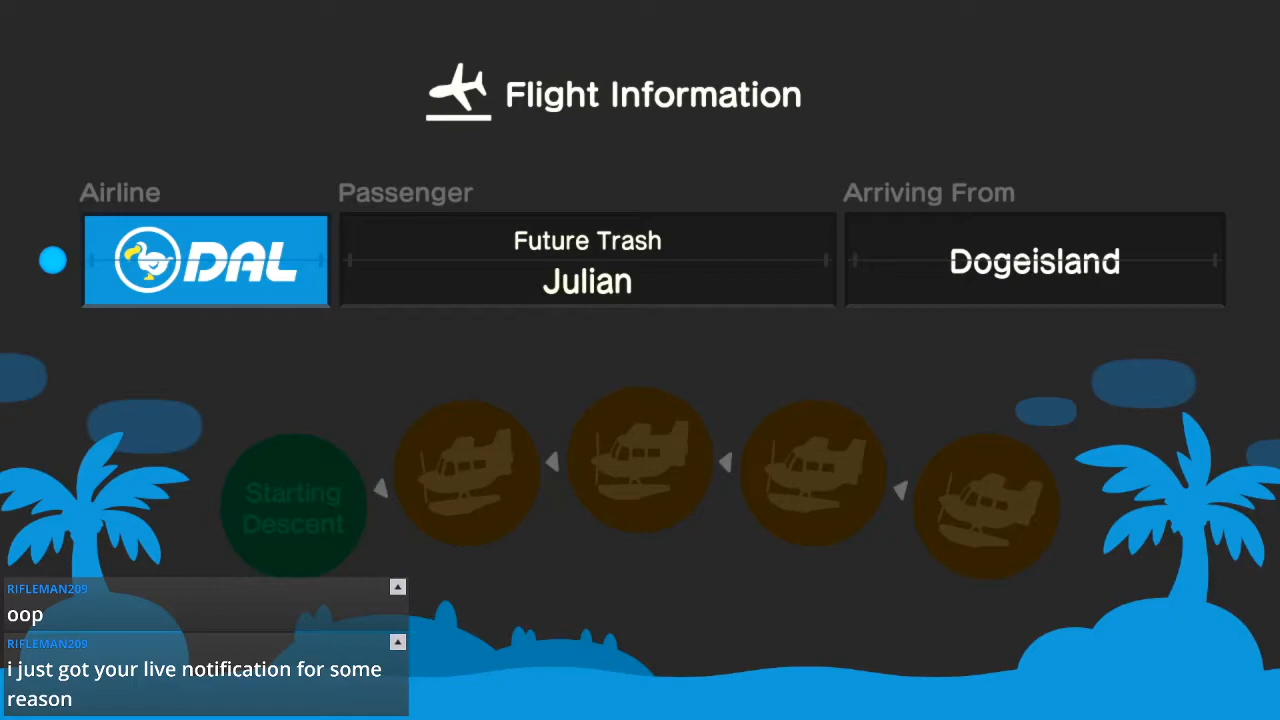 Flight Information
Airline
Passenger
Arriving From
DAL
Future Trash
Julian
Dogeisland
Starting
Descent
RIFLEMAN209
oop
RIFLEMAN209
i just got your live notification for some
reason